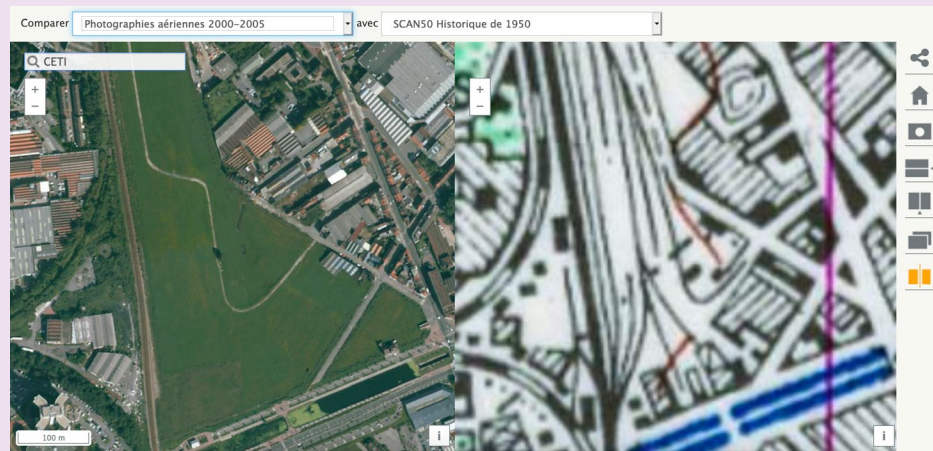 Comparer Photographies aériennes 2000-2005 avec SCAN50 Historique de 1950
CETI
+
−
+
−
100 m
i
i